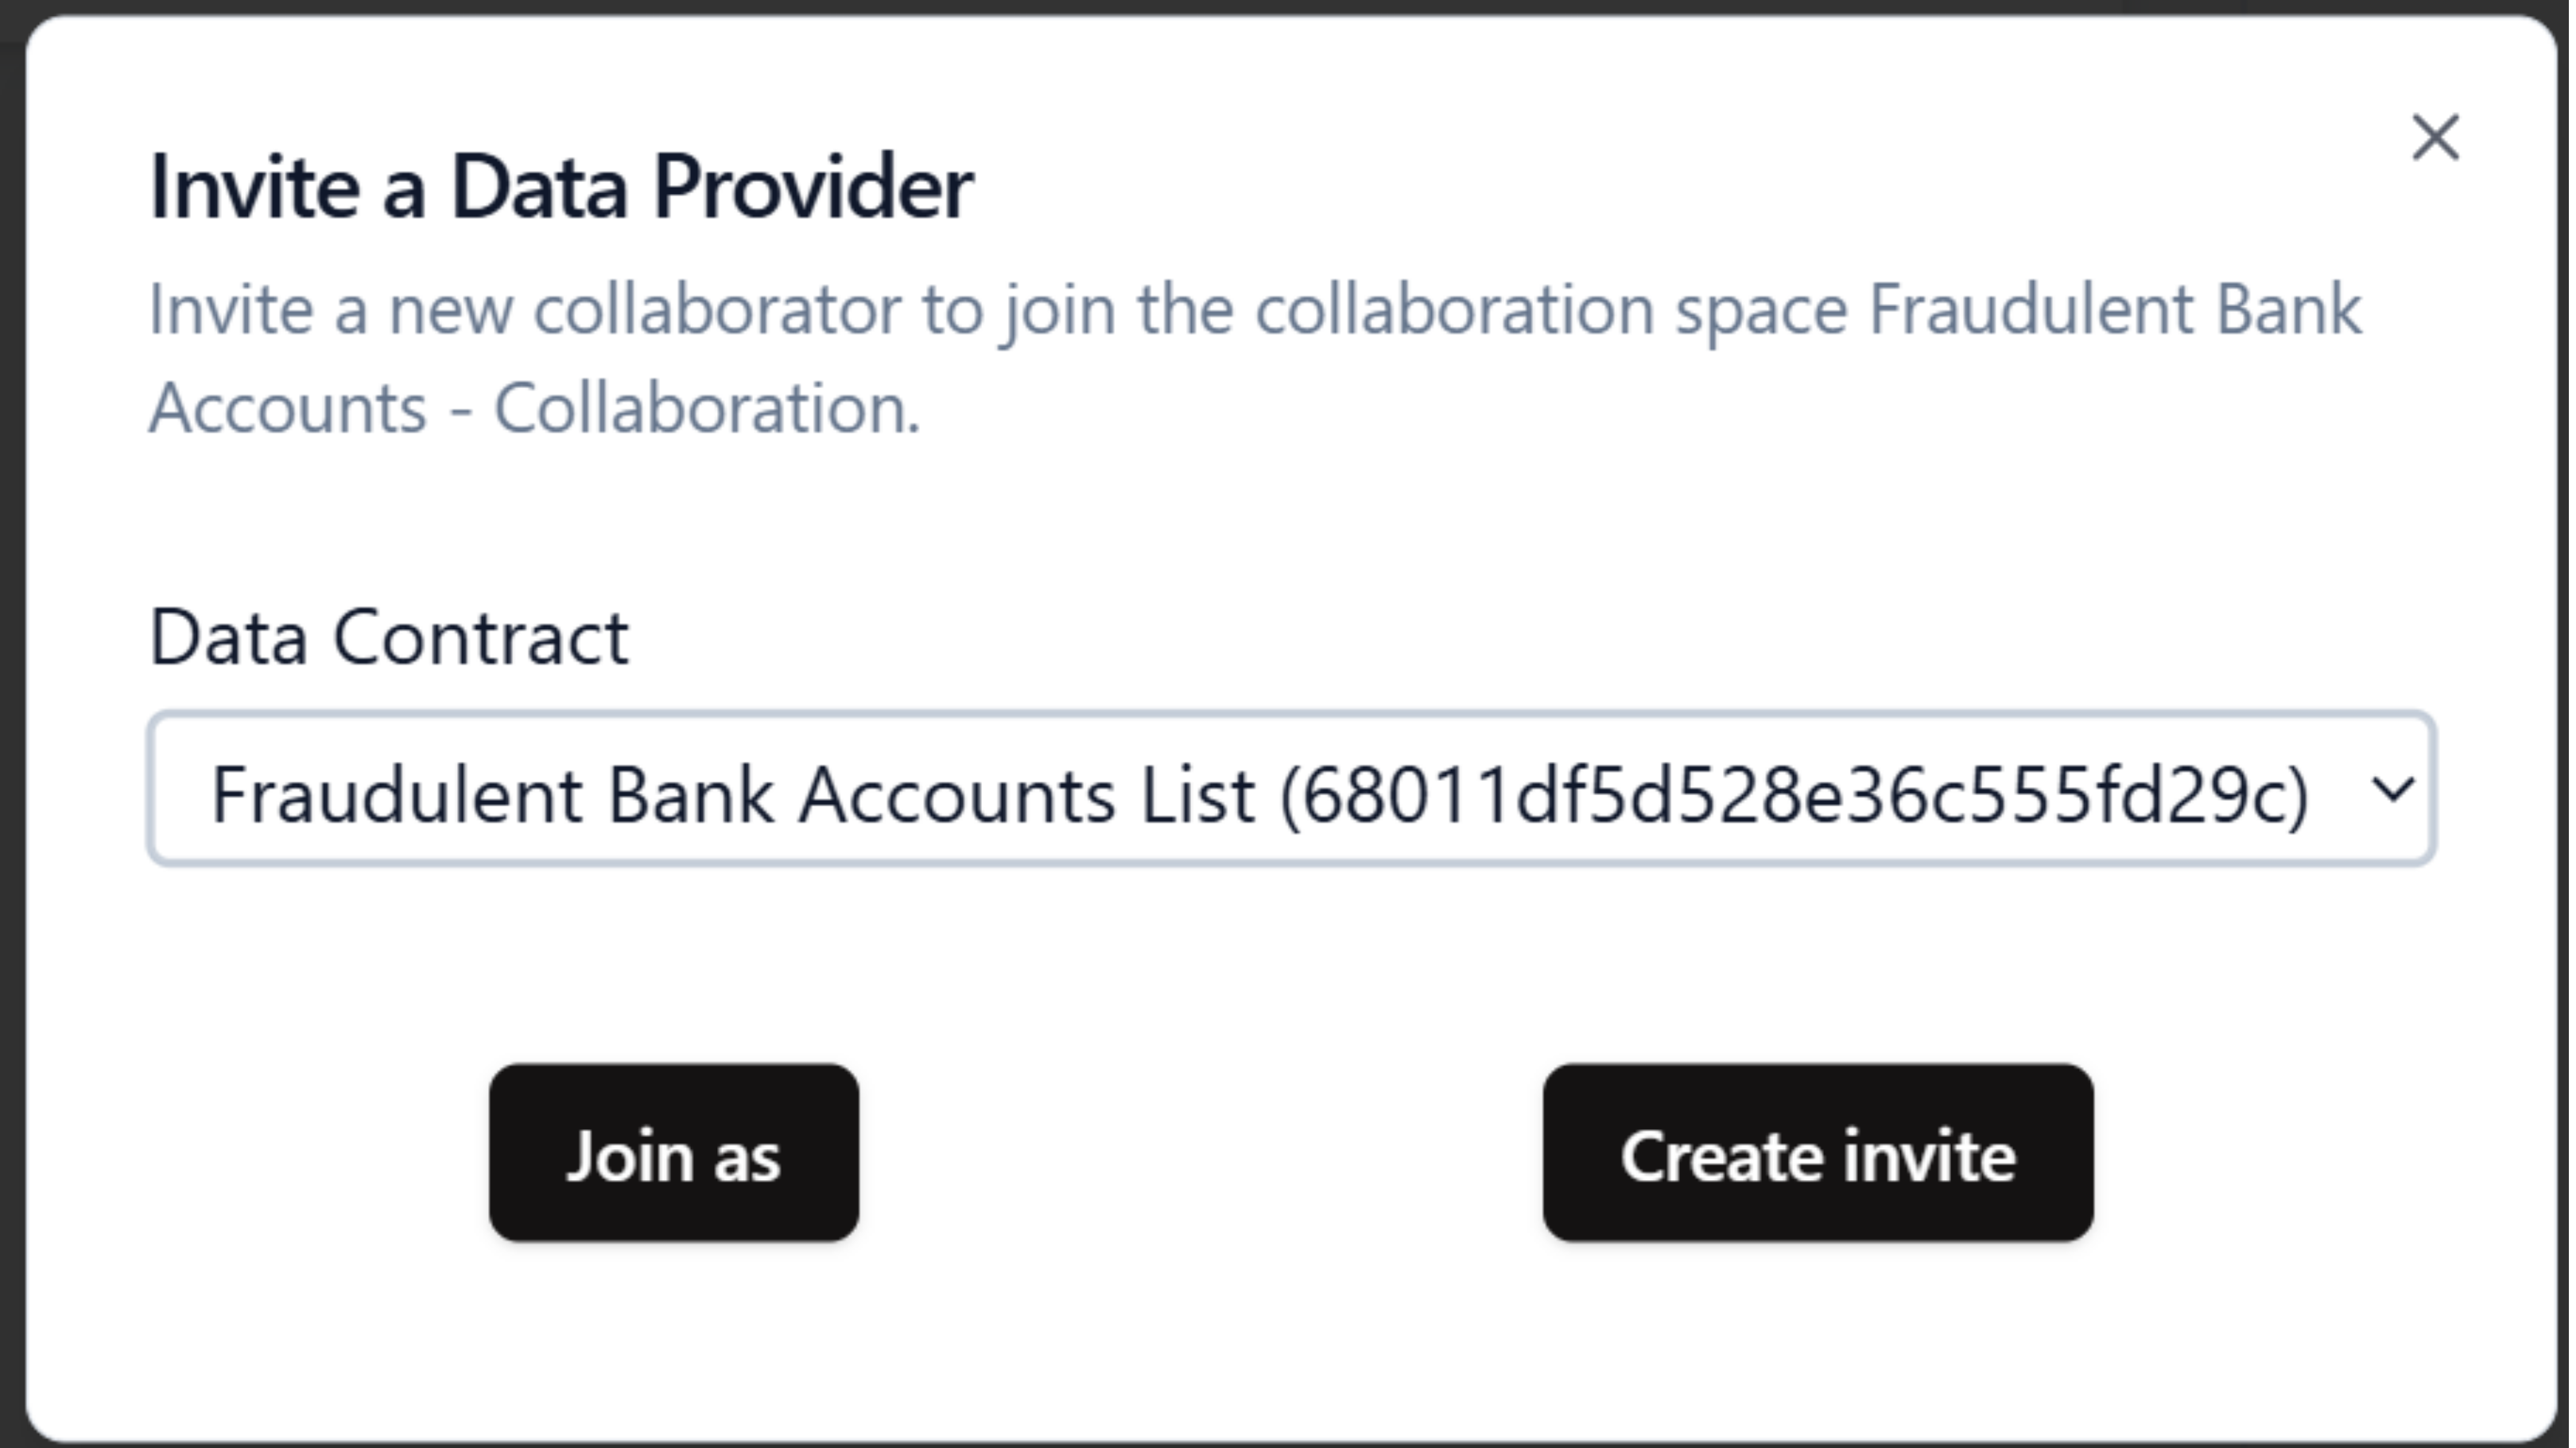 Invite a Data Provider
Invite a new collaborator to join the collaboration space Fraudulent Bank
Accounts - Collaboration.
Data Contract
Fraudulent Bank Accounts List (68011df5d528e36c555fd29c)
Join as
Create invite